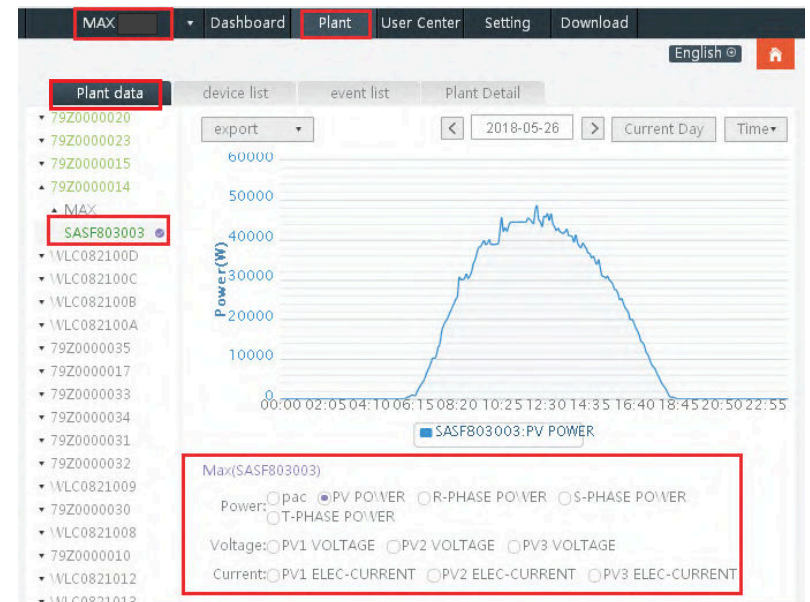 MAX Dashboard Plant User Center Setting Download
English
Plant data device list event list Plant Detail
79Z0000020
79Z0000023
79Z0000015
79Z0000014
MAX
SASF803003
WLC082100D
WLC082100C
WLC082100B
WLC082100A
79Z0000035
79Z0000017
79Z0000033
79Z0000034
79Z0000031
79Z0000032
WLC0821009
79Z0000030
WLC0821008
79Z0000010
WLC0821012
WLC0821013
export < 2018-05-26 > Current Day Time
60000
50000
40000
30000
20000
10000
0
Power(W)
00:00 02:05 04:10 06:15 08:20 10:25 12:30 14:35 16:40 18:45 20:50 22:55
SASF803003:PV POWER
Max(SASF803003)
Power: pac PV POWER R-PHASE POWER S-PHASE POWER
T-PHASE POWER
Voltage: PV1 VOLTAGE PV2 VOLTAGE PV3 VOLTAGE
Current: PV1 ELEC-CURRENT PV2 ELEC-CURRENT PV3 ELEC-CURRENT